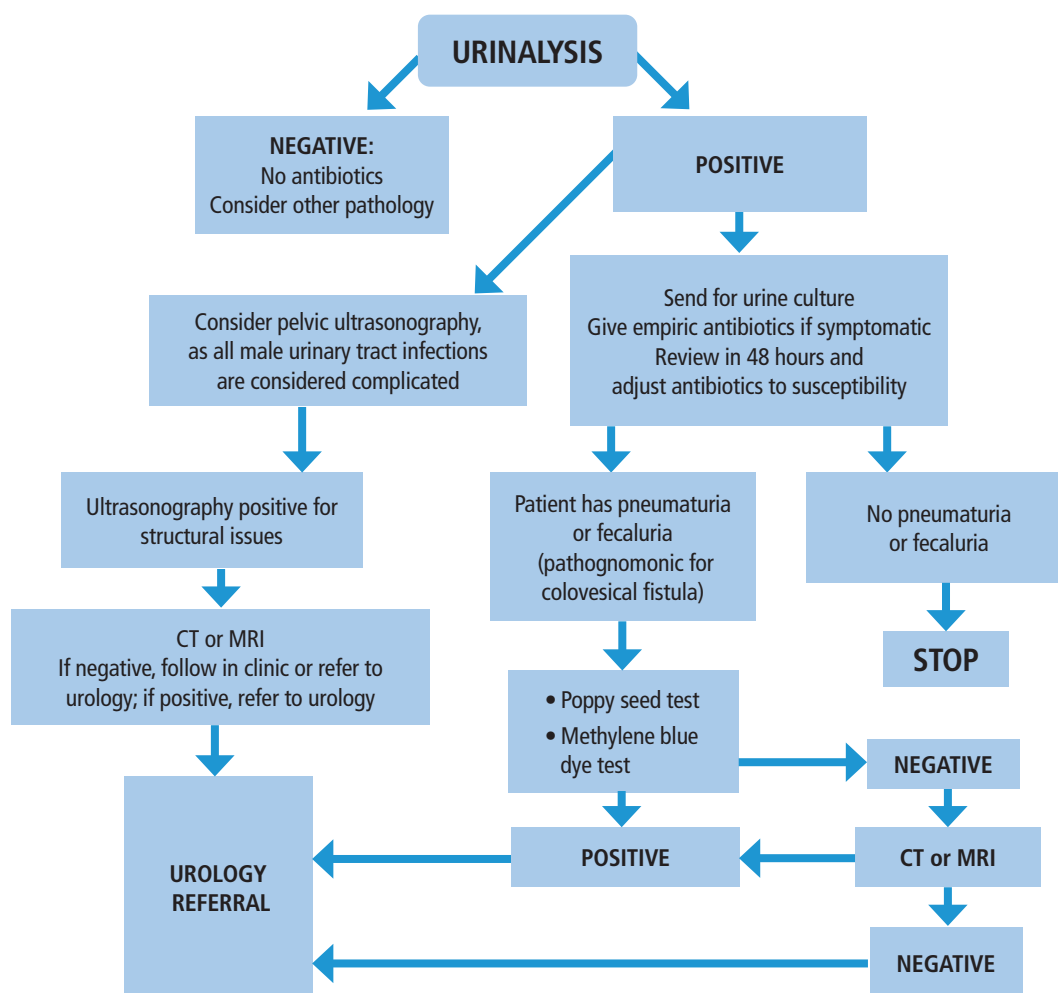 URINALYSIS
NEGATIVE:
No antibiotics
Consider other pathology
POSITIVE
Consider pelvic ultrasonography,
as all male urinary tract infections
are considered complicated
Send for urine culture
Give empiric antibiotics if symptomatic
Review in 48 hours and
adjust antibiotics to susceptibility
Ultrasonography positive for
structural issues
Patient has pneumaturia
or fecaluria
(pathognomonic for
colovesical fistula)
No pneumaturia
or fecaluria
CT or MRI
If negative, follow in clinic or refer to
urology; if positive, refer to urology
STOP
• Poppy seed test
• Methylene blue
dye test
NEGATIVE
UROLOGY
REFERRAL
POSITIVE
CT or MRI
NEGATIVE